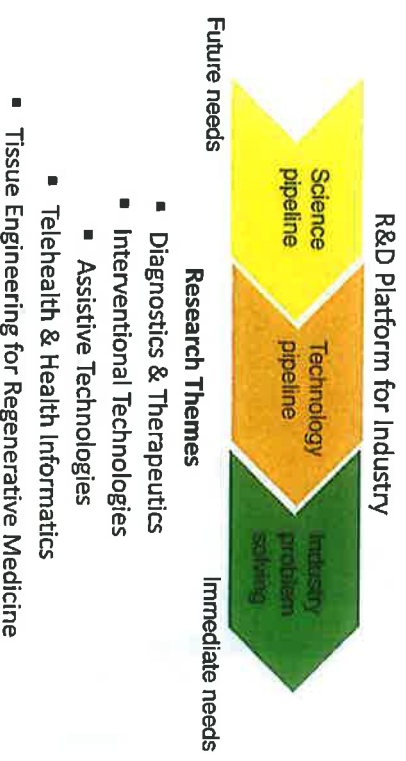 R&D Platform for Industry
Science
pipeline
Technology
pipeline
Industry
problem
solving
Future needs
Immediate needs
Research Themes
▪ Diagnostics & Therapeutics
▪ Interventional Technologies
▪ Assistive Technologies
▪ Telehealth & Health Informatics
▪ Tissue Engineering for Regenerative Medicine